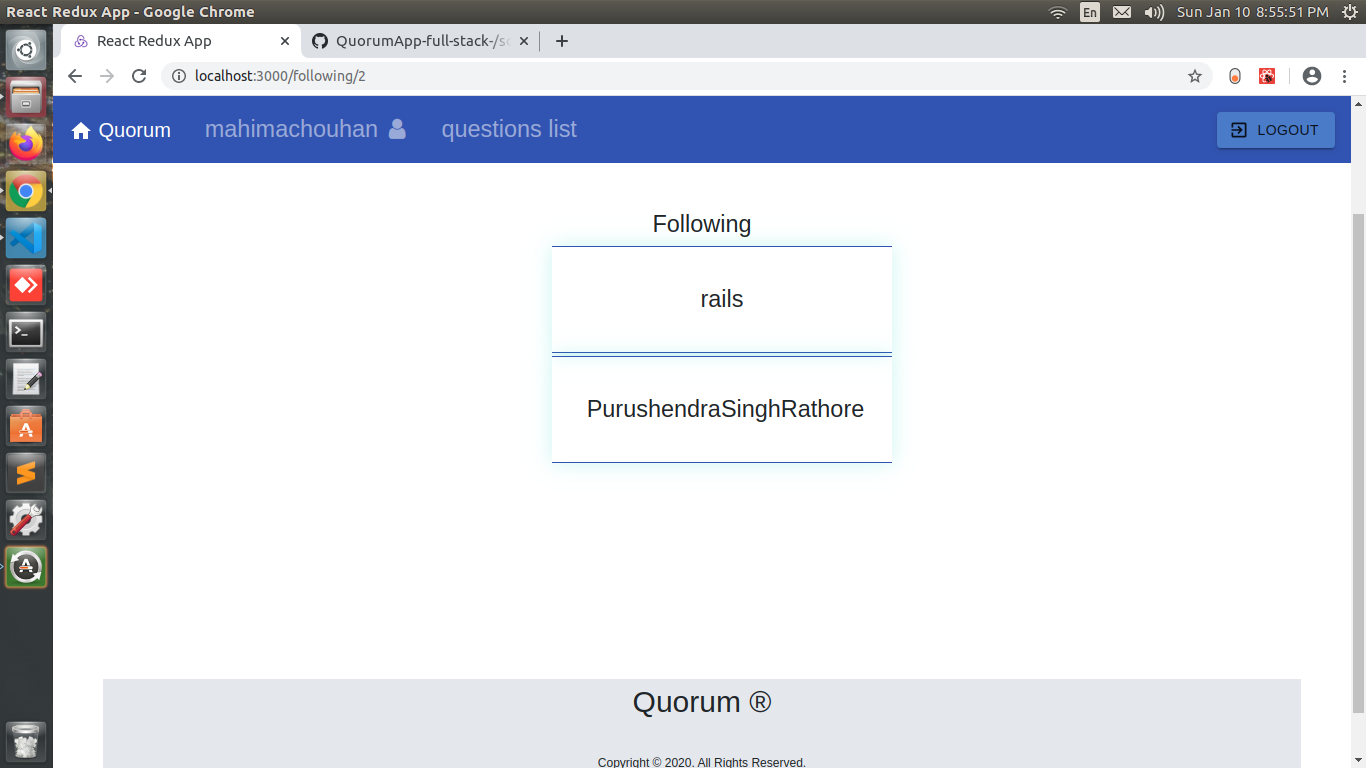 React Redux App - Google Chrome
En
Sun Jan 10 8:55:51 PM
React Redux App
QuorumApp-full-stack-/sc
localhost:3000/following/2
Quorum
mahimachouhan
questions list
LOGOUT
Following
rails
PurushendraSinghRathore
Quorum ®
Copyright © 2020. All Rights Reserved.